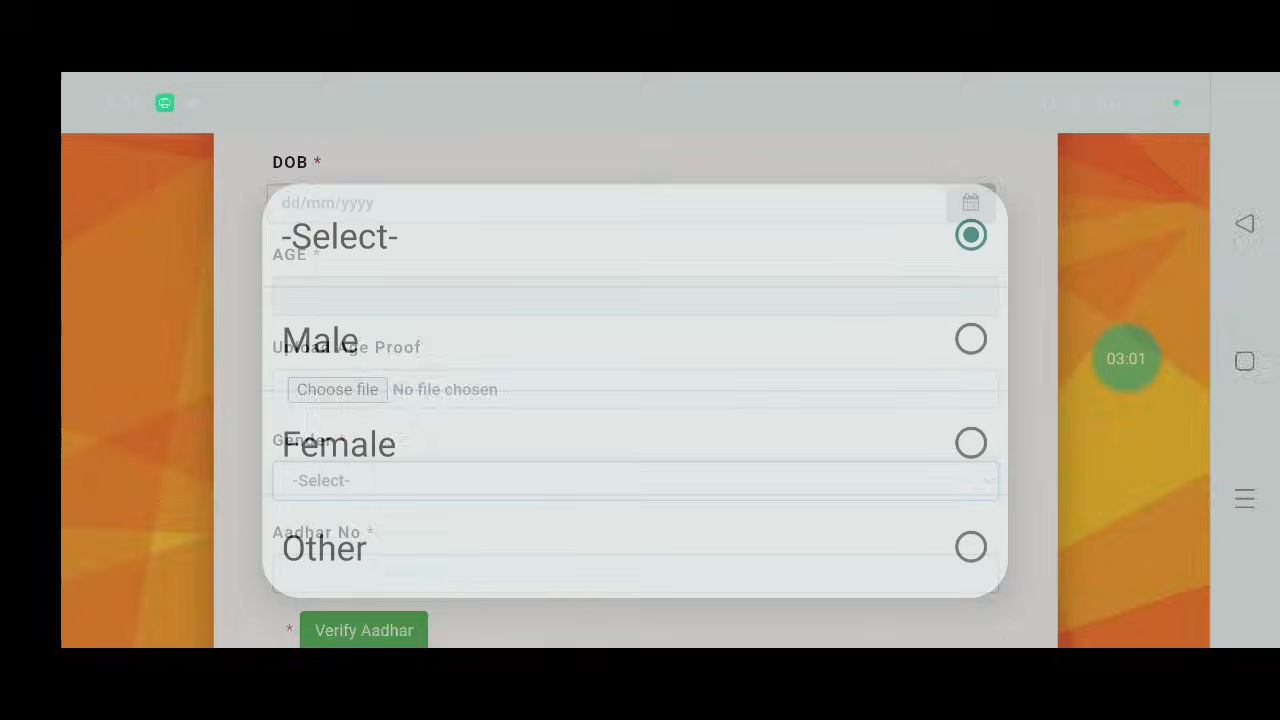 DOB *
dd/mm/yyyy
-Select-
AGE *
Male
Upload Age Proof
Choose file No file chosen
03:01
Gender *
Female
-Select-
Aadhar No *
Other
* Verify Aadhar